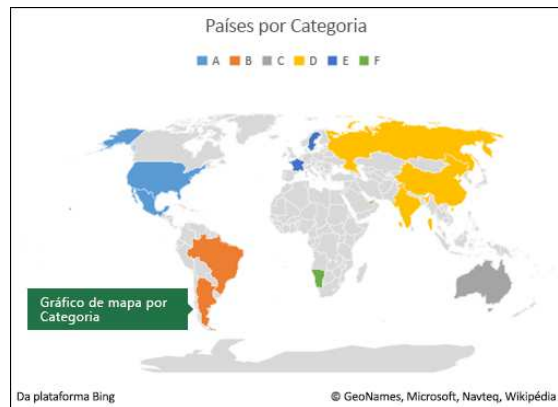 Países por Categoria
A B C D E F
Gráfico de mapa por
Categoria
Da plataforma Bing
© GeoNames, Microsoft, Navteq, Wikipédia